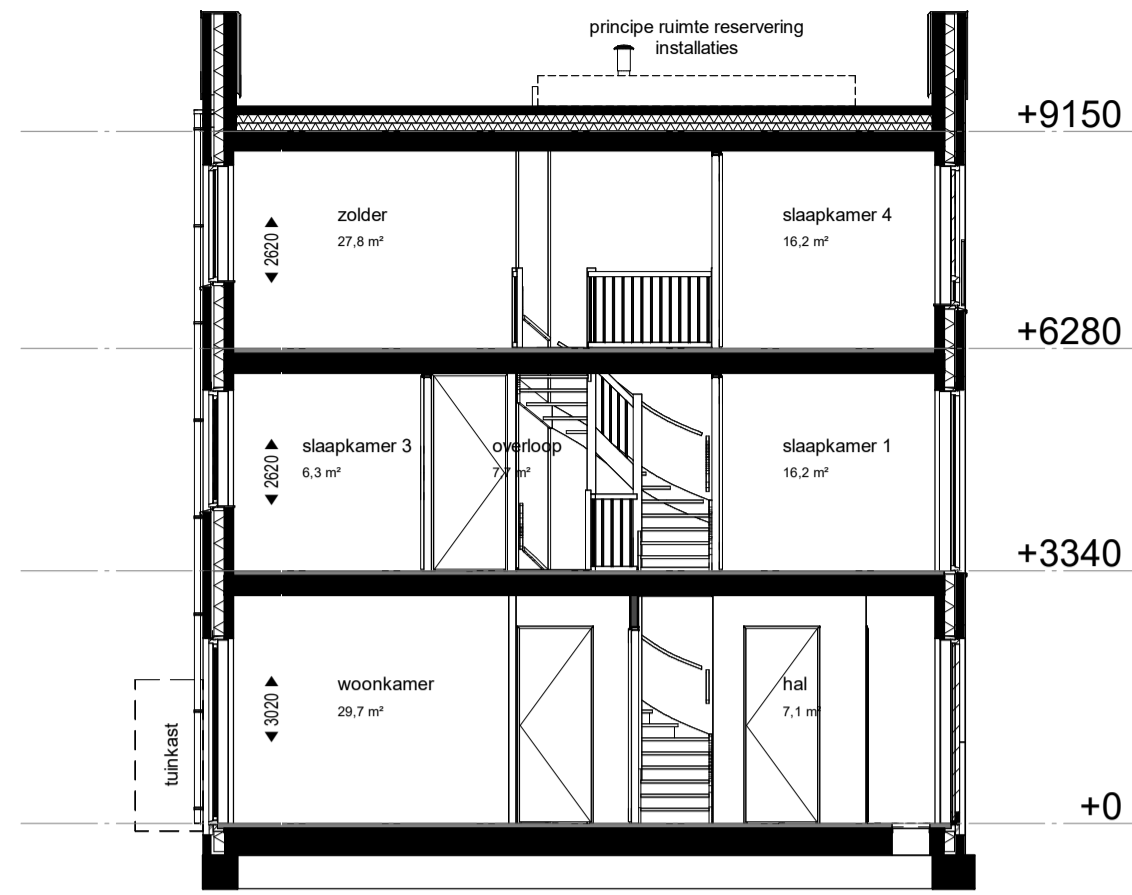 principe ruimte reservering
installaties
+9150
zolder
27,8 m²
2620
slaapkamer 4
16,2 m²
+6280
slaapkamer 3
6,3 m²
2620
overloop
7,7 m²
slaapkamer 1
16,2 m²
+3340
woonkamer
29,7 m²
3020
hal
7,1 m²
tuinkast
+0